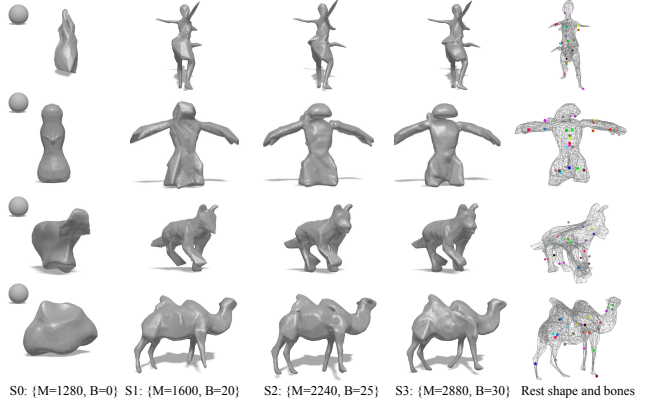 S0: {M=1280, B=0} S1: {M=1600, B=20} S2: {M=2240, B=25} S3: {M=2880, B=30} Rest shape and bones